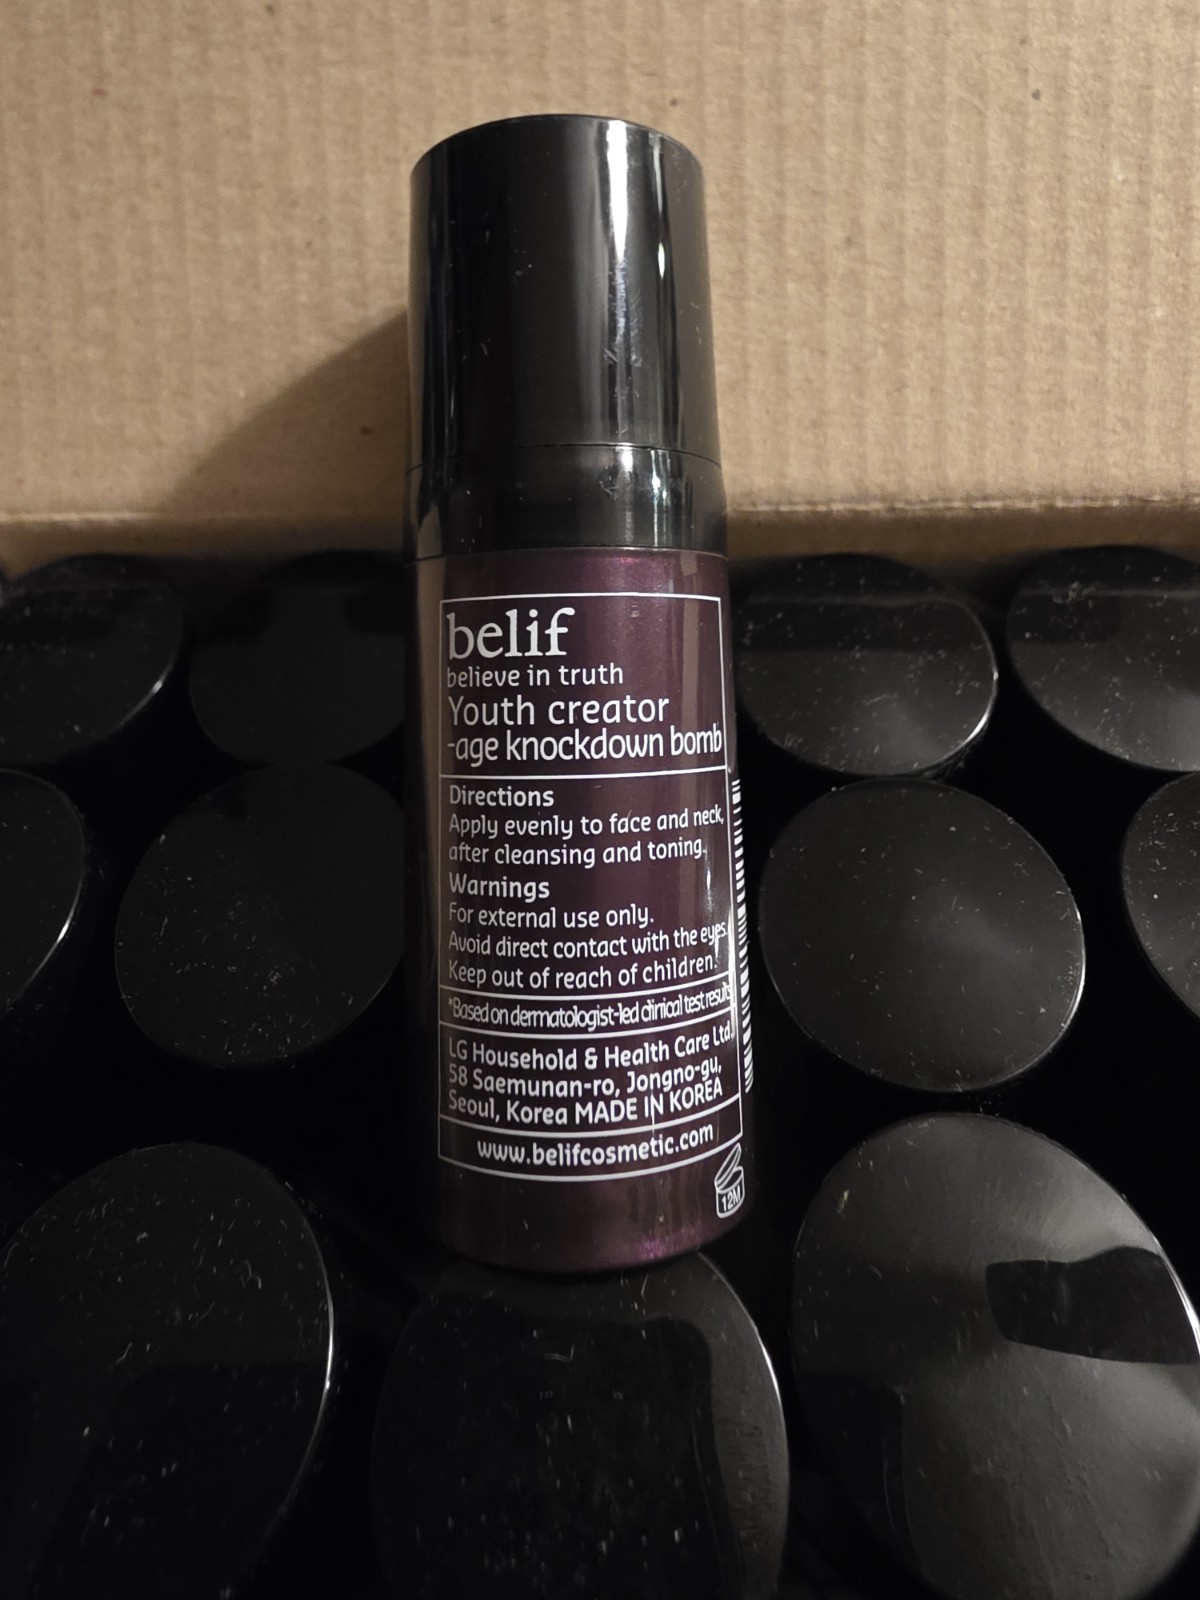 belif
believe in truth
Youth creator
-age knockdown bomb
Directions
Apply evenly to face and neck,
after cleansing and toning.
Warnings
For external use only.
Avoid direct contact with the eyes.
Keep out of reach of children.
*Based on dermatologist-led clinical test results
LG Household & Health Care Ltd.
58 Saemunan-ro, Jongno-gu,
Seoul, Korea MADE IN KOREA
www.belifcosmetic.com
12M